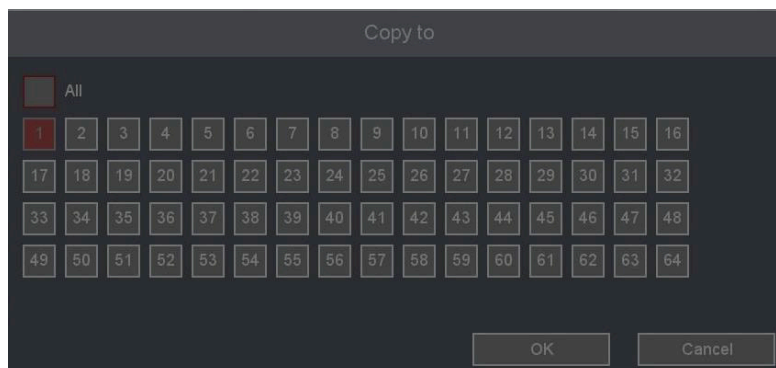 Copy to
All
1 2 3 4 5 6 7 8 9 10 11 12 13 14 15 16
17 18 19 20 21 22 23 24 25 26 27 28 29 30 31 32
33 34 35 36 37 38 39 40 41 42 43 44 45 46 47 48
49 50 51 52 53 54 55 56 57 58 59 60 61 62 63 64
OK Cancel